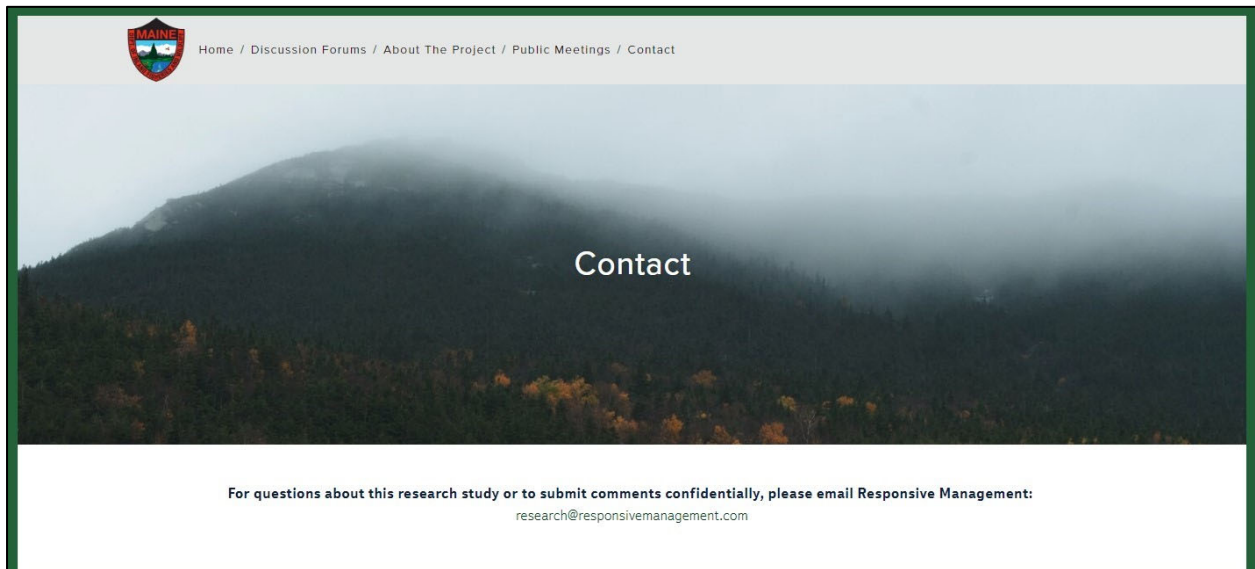 MAINE
Home / Discussion Forums / About The Project / Public Meetings / Contact
Contact
For questions about this research study or to submit comments confidentially, please email Responsive Management:
research@responsivemanagement.com